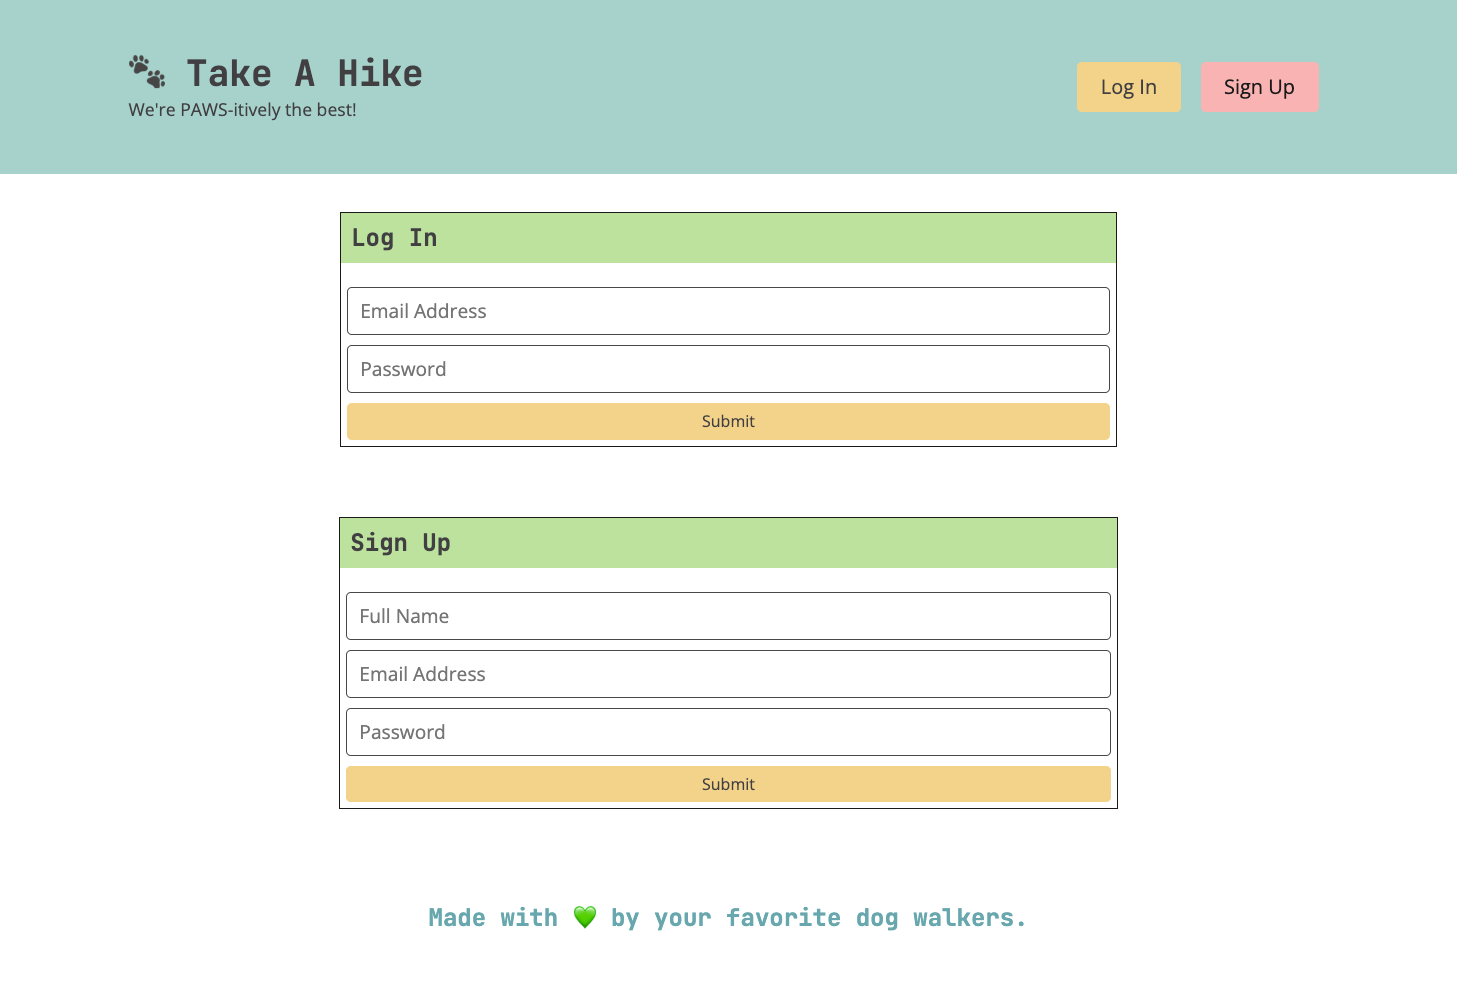 🐾 Take A Hike
We're PAWS-itively the best!
Log In
Sign Up
Log In
Email Address
Password
Submit
Sign Up
Full Name
Email Address
Password
Submit
Made with 💚 by your favorite dog walkers.